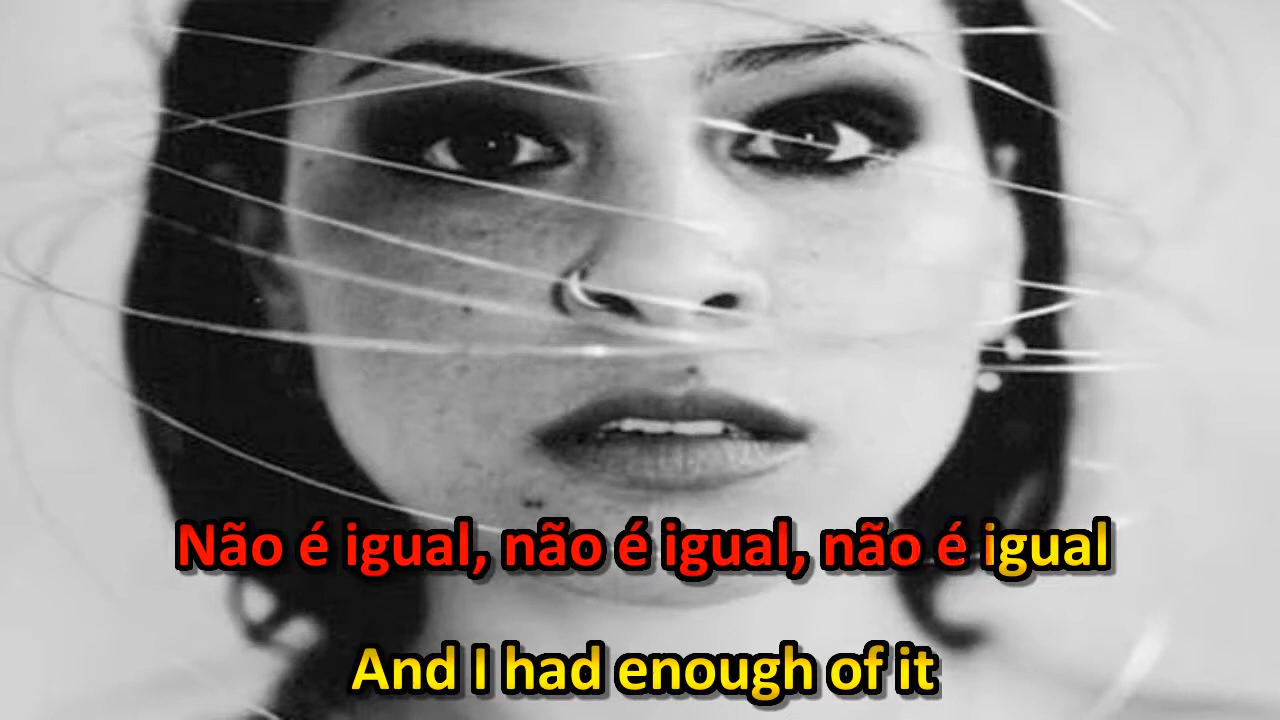 Não é igual, não é igual, não é igual
And I had enough of it